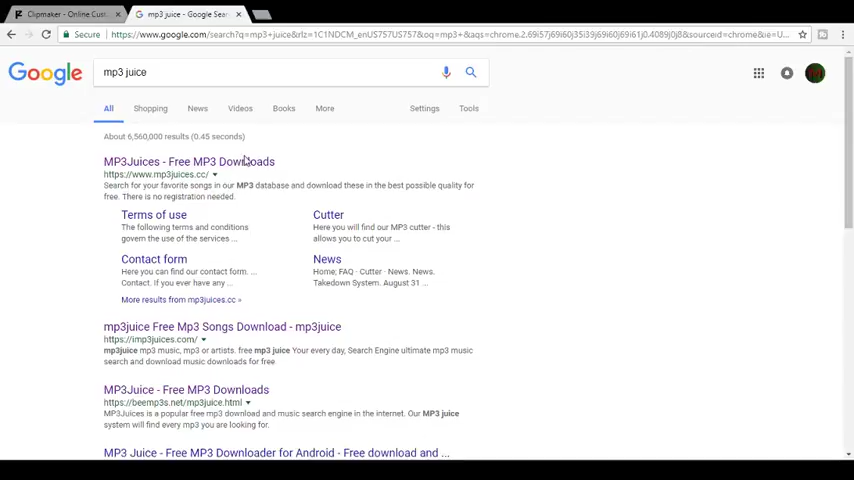 Clipmaker - Online Cust
mp3 juice - Google Sear
Secure
https://www.google.com/search?q=mp3+juice&rlz=1C1NDCM_enUS757US757&oq=mp3+&aqs=chrome.2.69i57j69i60j35i39j69i60j69i61j0.4089j0j8&sourceid=chrome&ie=U...
Google
mp3 juice
All Shopping News Videos Books More Settings Tools
About 6,560,000 results (0.45 seconds)
MP3Juices - Free MP3 Downloads
https://www.mp3juices.cc/
Search for your favorite songs in our MP3 database and download these in the best possible quality for
free. There is no registration needed.
Terms of use
The following terms and conditions
govern the use of the services ...
Cutter
Here you will find our MP3 cutter - this
allows you to cut your ...
Contact form
Here you can find our contact form. ...
Contact. If you ever have any ...
News
Home; FAQ · Cutter · News. News.
Takedown System. August 31 ...
More results from mp3juices.cc »
mp3juice Free Mp3 Songs Download - mp3juice
https://imp3juices.com/
mp3juice mp3 music, mp3 or artists. free mp3 juice Your every day, Search Engine ultimate mp3 music
search and download music downloads for free
MP3Juice - Free MP3 Downloads
https://beemp3s.net/mp3juice.html
MP3Juices is a popular free mp3 download and music search engine in the internet. Our MP3 juice
system will find every mp3 you are looking for.
MP3 Juice - Free MP3 Downloader for Android - Free download and ...